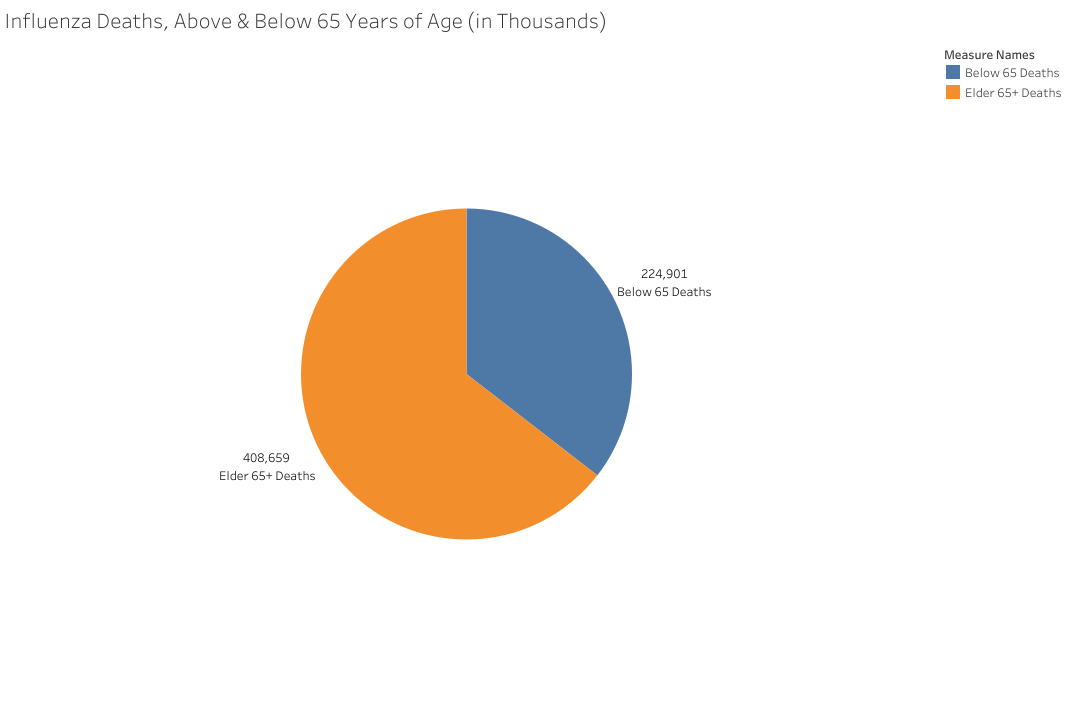 Influenza Deaths, Above & Below 65 Years of Age (in Thousands)
Measure Names
Below 65 Deaths
Elder 65+ Deaths
224,901
Below 65 Deaths
408,659
Elder 65+ Deaths